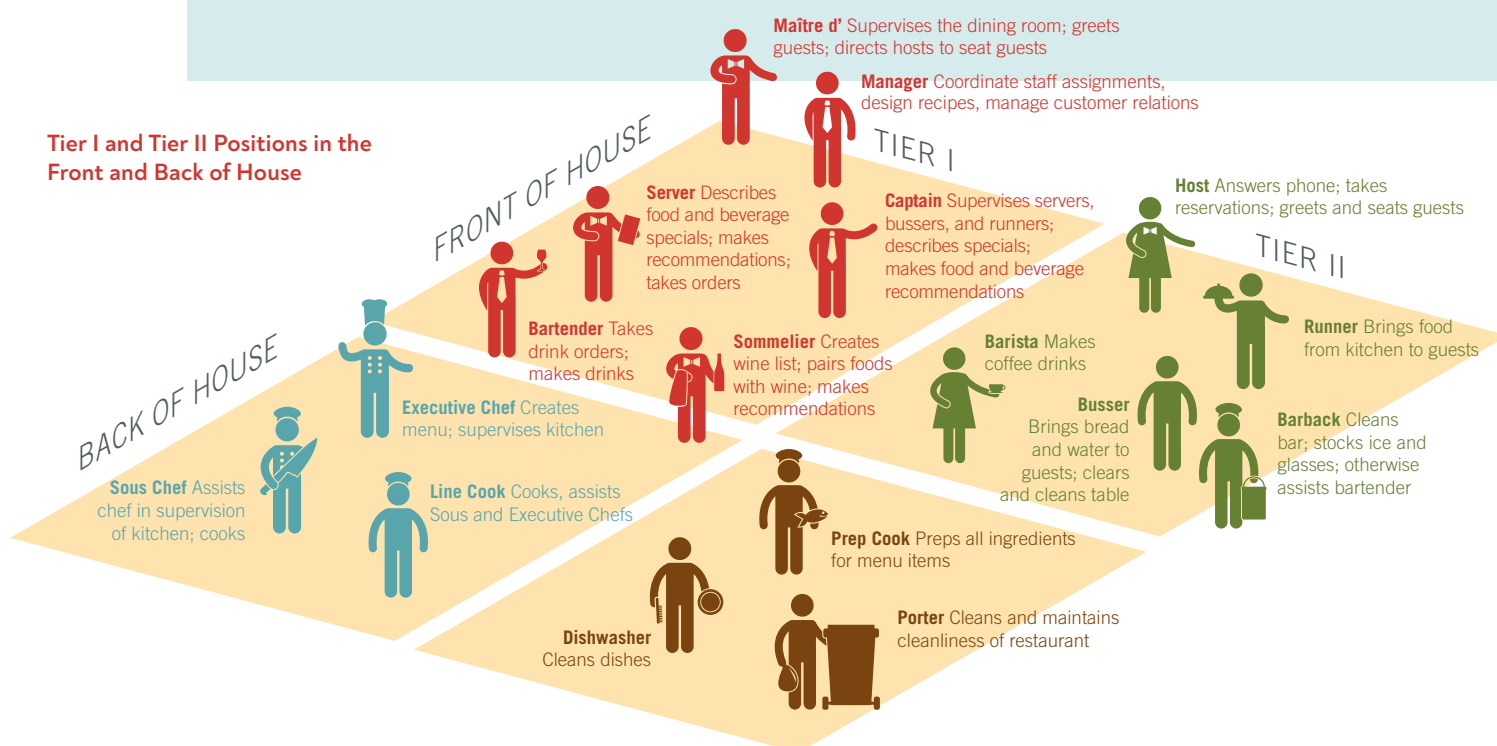 Maître d’ Supervises the dining room; greets
guests; directs hosts to seat guests
Manager Coordinate staff assignments,
design recipes, manage customer relations
Tier I and Tier II Positions in the
Front and Back of House
FRONT OF HOUSE
TIER I
Server Describes
food and beverage
specials; makes
recommendations;
takes orders
Captain Supervises servers,
bussers, and runners;
describes specials;
makes food and beverage
recommendations
Host Answers phone; takes
reservations; greets and seats guests
TIER II
Bartender Takes
drink orders;
makes drinks
Sommelier Creates
wine list; pairs foods
with wine; makes
recommendations
Barista Makes
coffee drinks
Runner Brings food
from kitchen to guests
BACK OF HOUSE
Executive Chef Creates
menu; supervises kitchen
Busser
Brings bread
and water to
guests; clears
and cleans table
Barback Cleans
bar; stocks ice and
glasses; otherwise
assists bartender
Sous Chef Assists
chef in supervision
of kitchen; cooks
Line Cook Cooks, assists
Sous and Executive Chefs
Prep Cook Preps all ingredients
for menu items
Dishwasher
Cleans dishes
Porter Cleans and maintains
cleanliness of restaurant